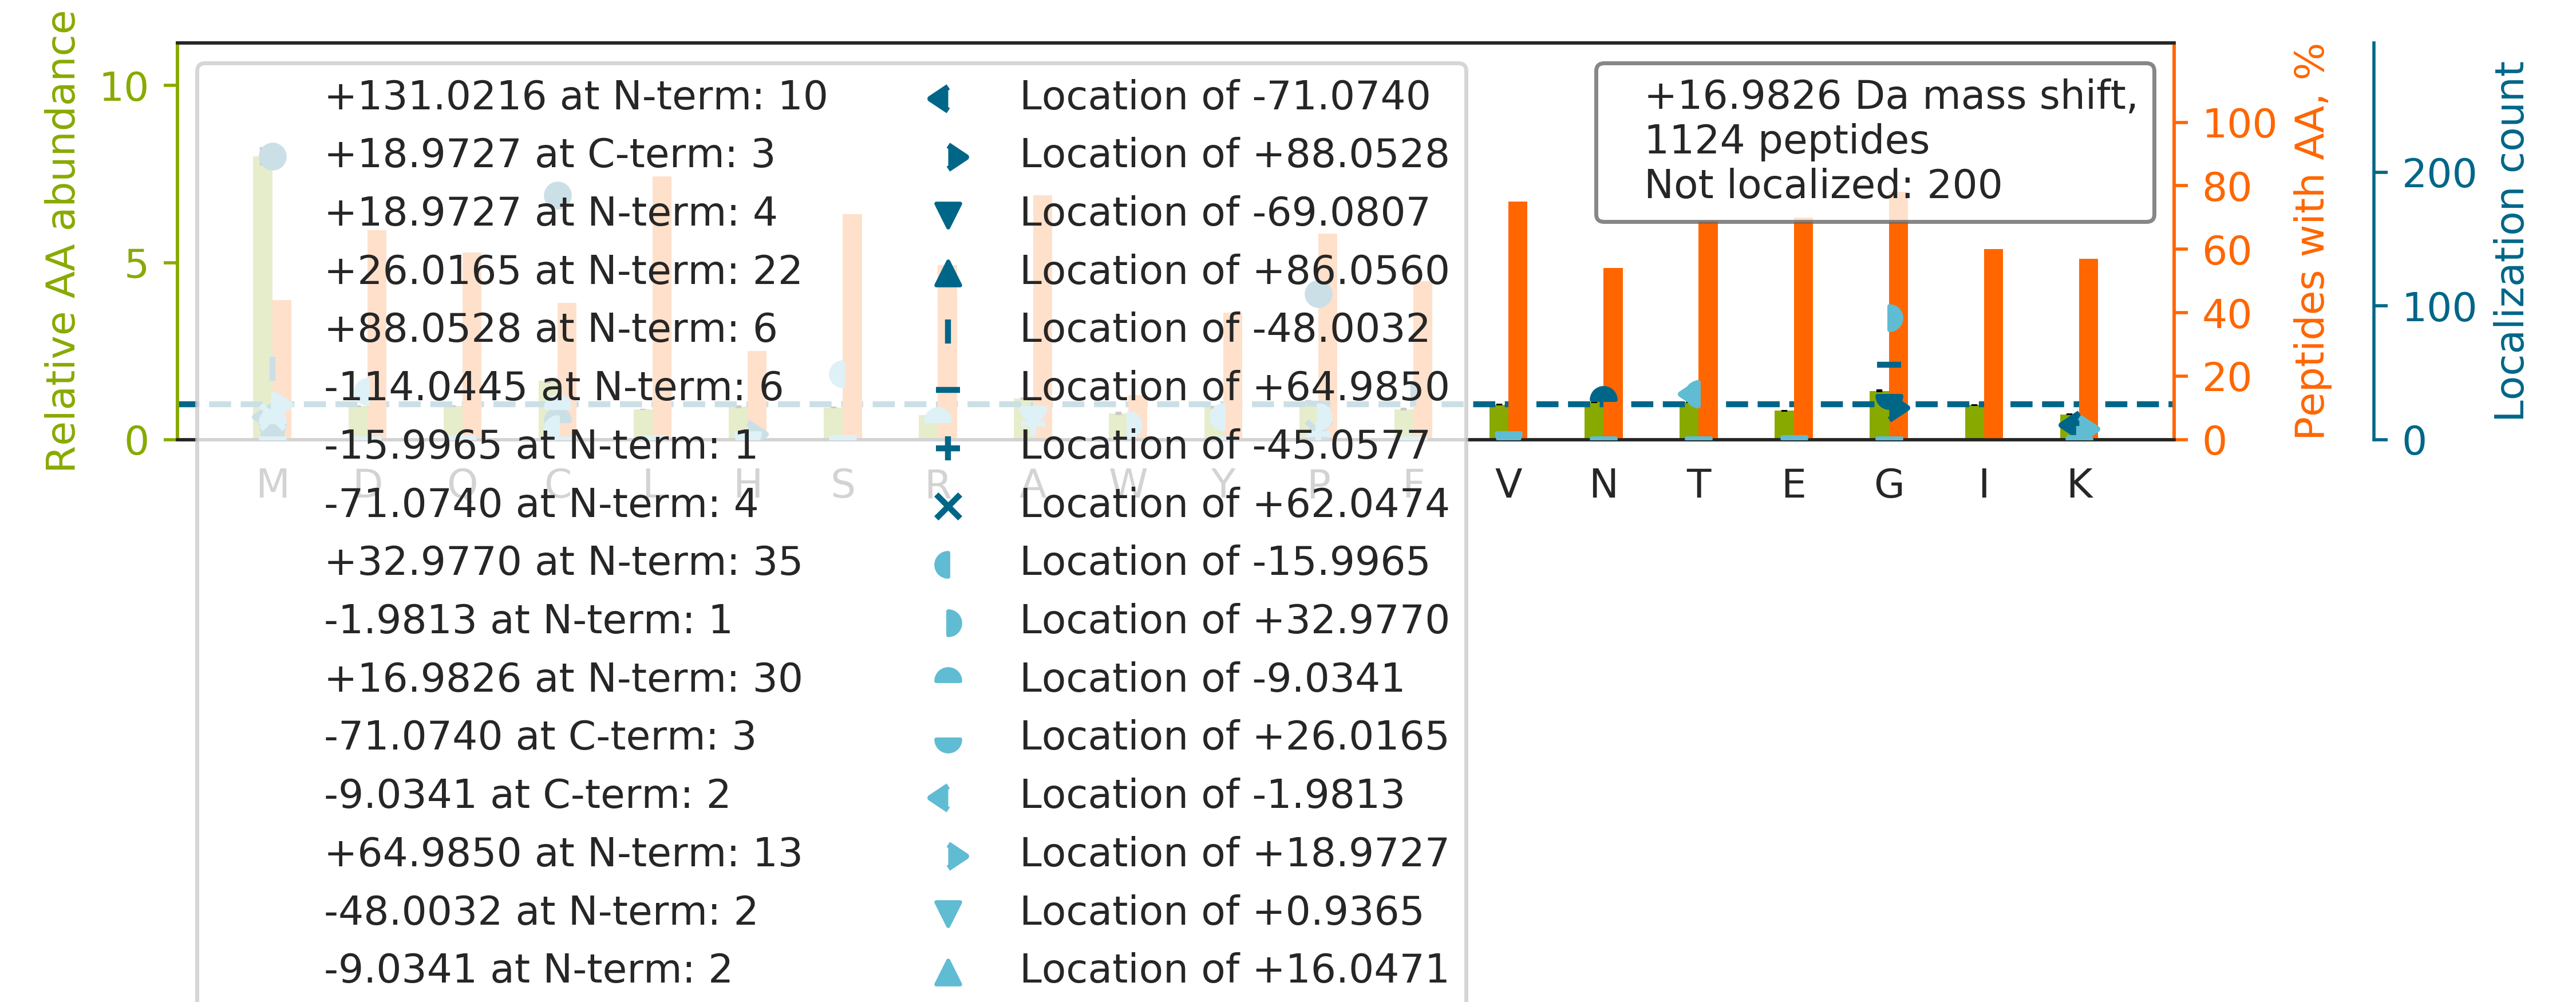 Relative AA abundance
10
5
0
+131.0216 at N-term: 10
+18.9727 at C-term: 3
+18.9727 at N-term: 4
+26.0165 at N-term: 22
+88.0528 at N-term: 6
-114.0445 at N-term: 6
-15.9965 at N-term: 1
-71.0740 at N-term: 4
+32.9770 at N-term: 35
-1.9813 at N-term: 1
+16.9826 at N-term: 30
-71.0740 at C-term: 3
-9.0341 at C-term: 2
+64.9850 at N-term: 13
-48.0032 at N-term: 2
-9.0341 at N-term: 2
Location of -71.0740
Location of +88.0528
Location of -69.0807
Location of +86.0560
Location of -48.0032
Location of +64.9850
Location of -45.0577
Location of +62.0474
Location of -15.9965
Location of +32.9770
Location of -9.0341
Location of +26.0165
Location of -1.9813
Location of +18.9727
Location of +0.9365
Location of +16.0471
+16.9826 Da mass shift,
1124 peptides
Not localized: 200
M D Q C L H S R A W Y P F V N T E G I K
100
80
60
40
20
0
Peptides with AA, %
200
100
0
Localization count